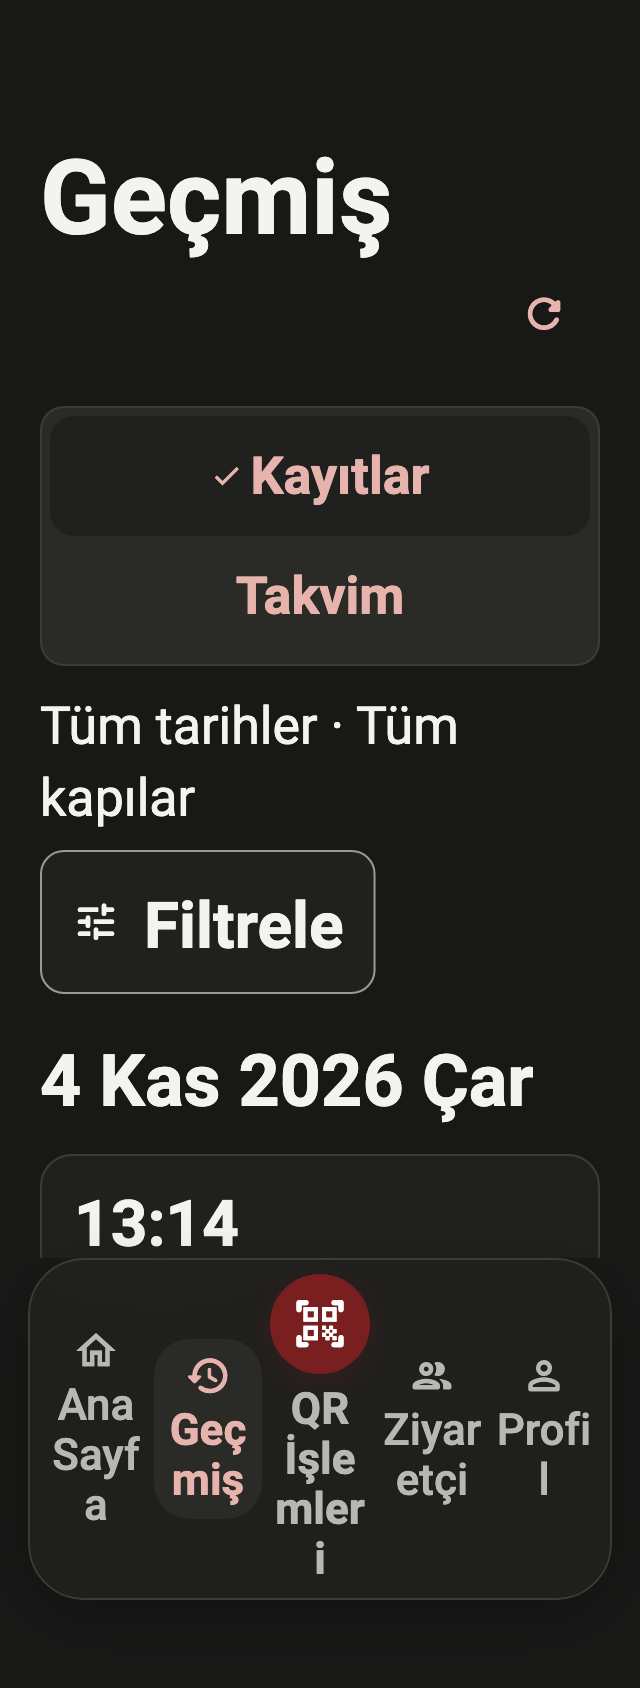 Geçmiş
Kayıtlar
Takvim
Tüm tarihler · Tüm
kapılar
Filtrele
4 Kas 2026 Çar
13:14
Ana
Sayf
a
Geç
miş
QR
İşle
mler
i
Ziyar
etçi
Profi
l